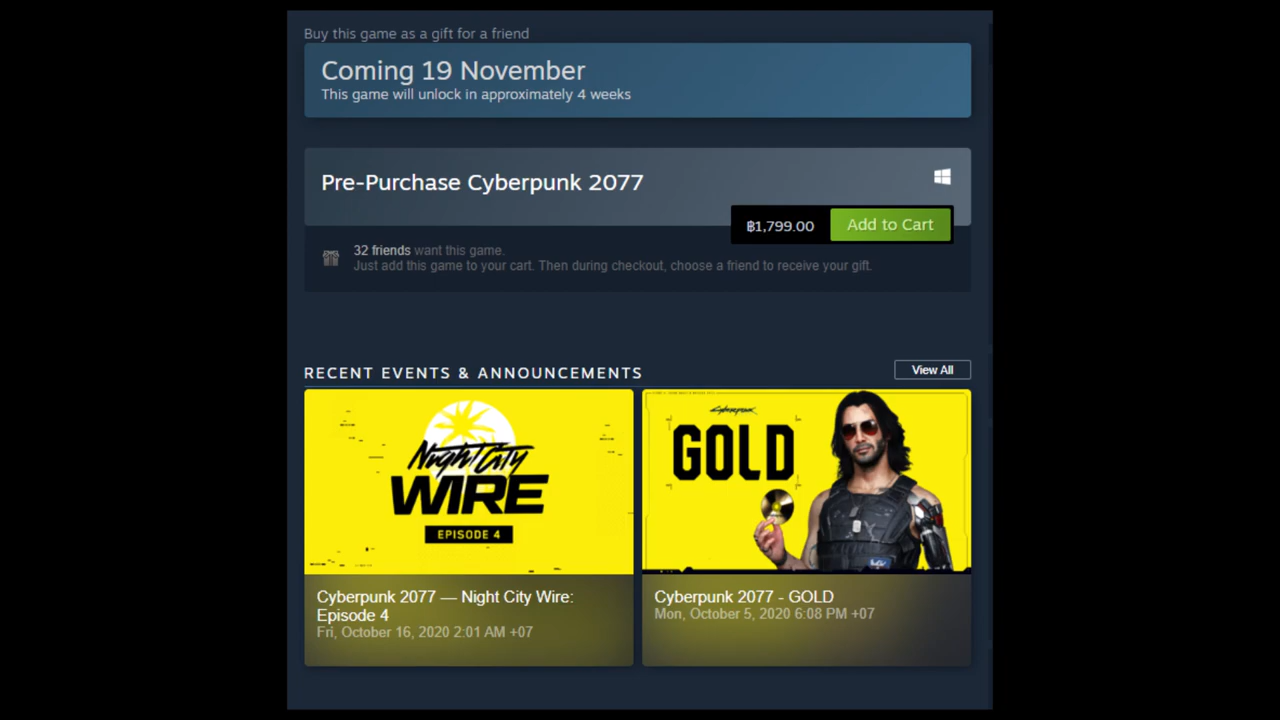 Buy this game as a gift for a friend
Coming 19 November
This game will unlock in approximately 4 weeks
Pre-Purchase Cyberpunk 2077
฿1,799.00
Add to Cart
32 friends want this game.
Just add this game to your cart. Then during checkout, choose a friend to receive your gift.
RECENT EVENTS & ANNOUNCEMENTS
View All
Night City
WIRE
EPISODE 4
Cyberpunk
GOLD
Cyberpunk 2077 — Night City Wire:
Episode 4
Fri, October 16, 2020 2:01 AM +07
Cyberpunk 2077 - GOLD
Mon, October 5, 2020 6:08 PM +07